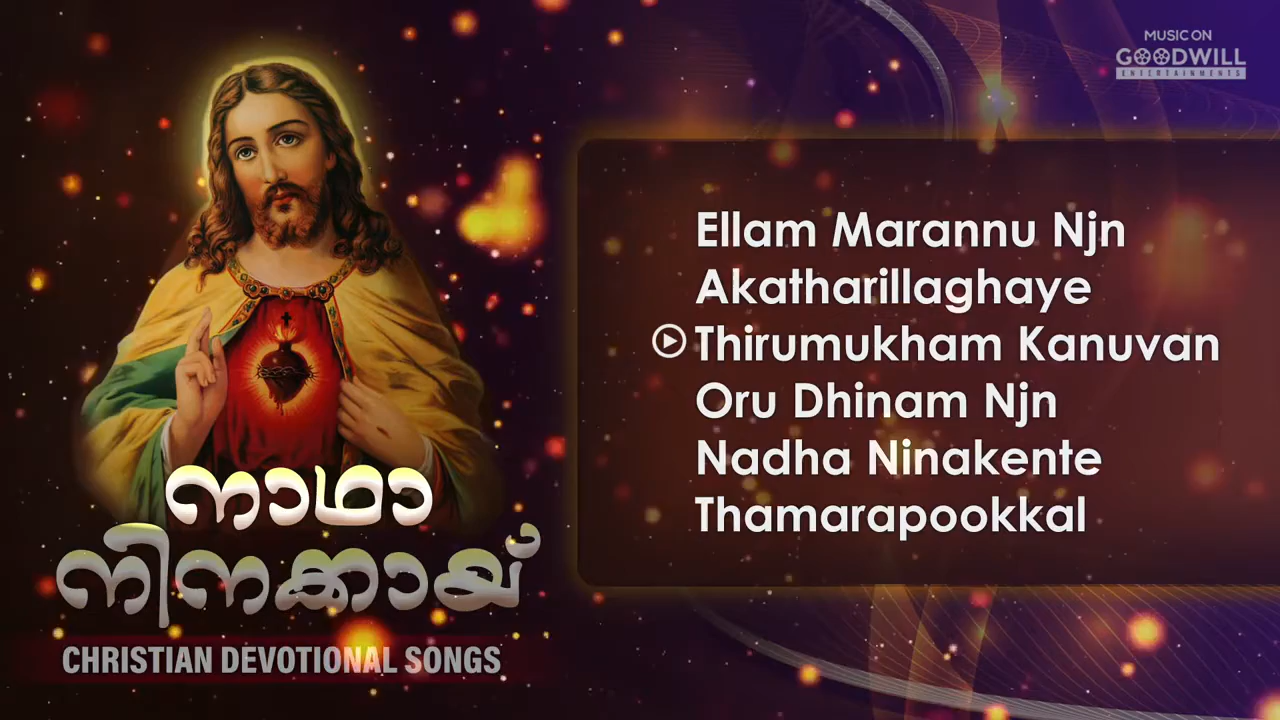 MUSIC ON
GOODWILL
ENTERTAINMENTS
Ellam Marannu Njn
Akatharillaghaye
Thirumukham Kanuvan
Oru Dhinam Njn
Nadha Ninakente
Thamarapookkal
നാഥാ
നിനക്കായ്
CHRISTIAN DEVOTIONAL SONGS